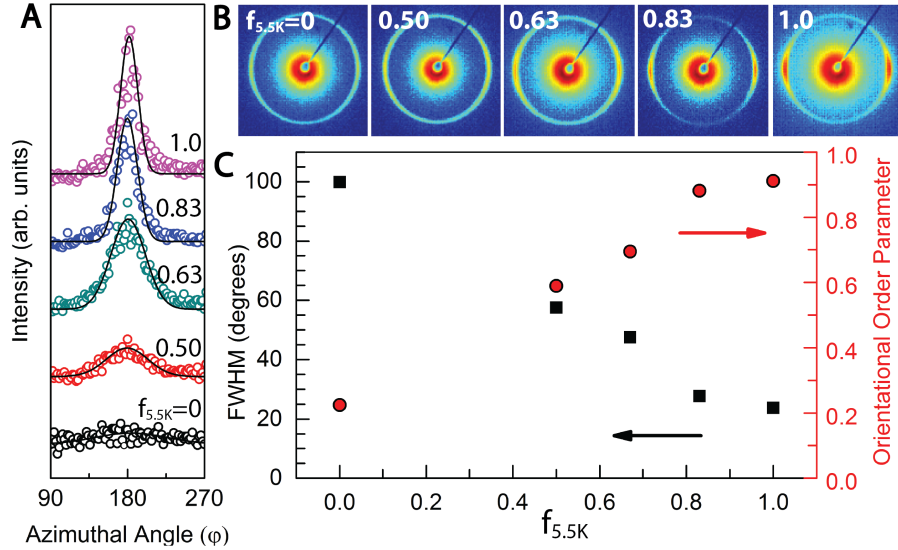 A
Intensity (arb. units)
1.0
0.83
0.63
0.50
f5.5K=0
90 180 270
Azimuthal Angle (φ)
B
f5.5K=0 0.50 0.63 0.83 1.0
C
FWHM (degrees)
100
80
60
40
20
0
0.0 0.2 0.4 0.6 0.8 1.0
f5.5K
1.0
0.8
0.6
0.4
0.2
0.0
Orientational Order Parameter